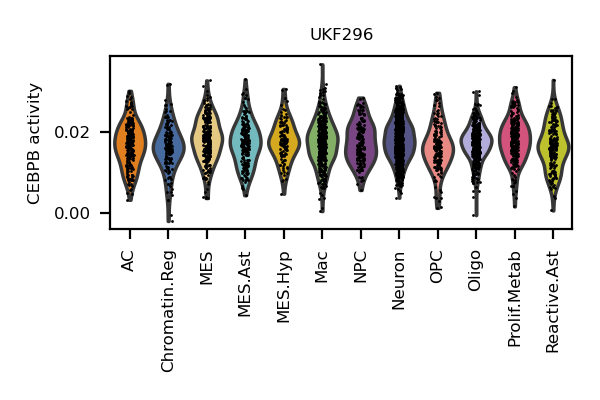 UKF296
CEBPB activity
0.02
0.00
AC
Chromatin.Reg
MES
MES.Ast
MES.Hyp
Mac
NPC
Neuron
OPC
Oligo
Prolif.Metab
Reactive.Ast